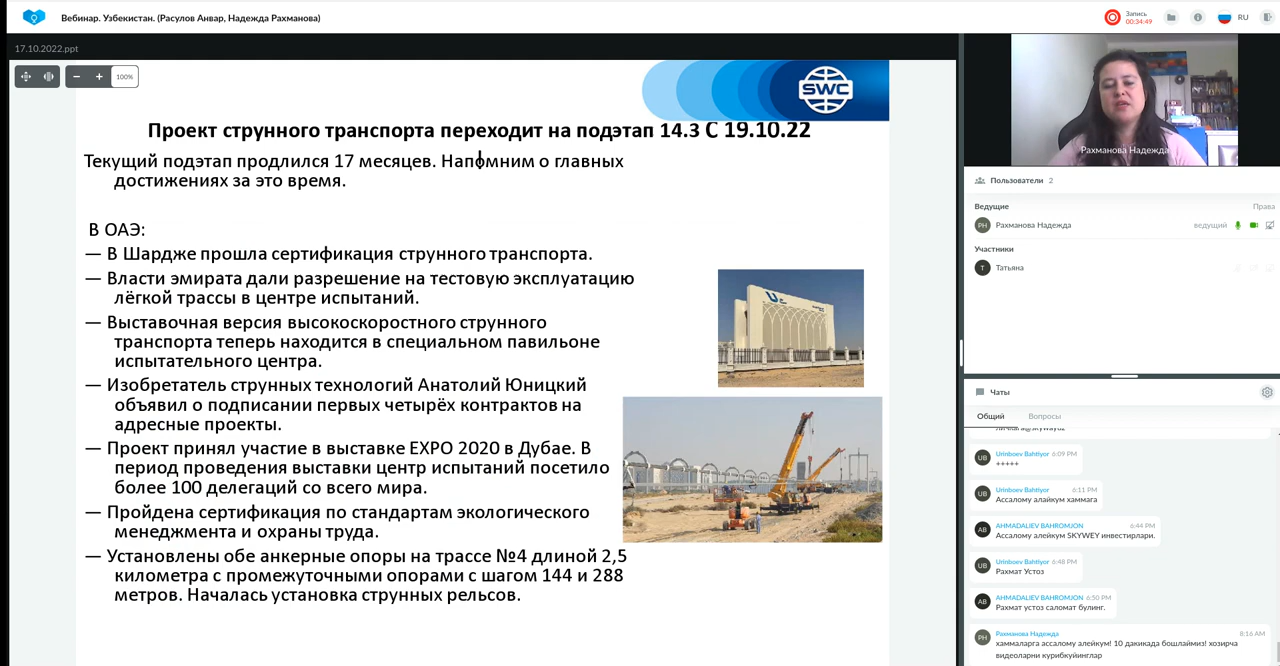 Вебинар. Узбекистан. (Расулов Анвар, Надежда Рахманова)
Запись
00:34:49
RU
17.10.2022.ppt
100%
SWC
Проект струнного транспорта переходит на подэтап 14.3 С 19.10.22
Текущий подэтап продлился 17 месяцев. Напомним о главных
достижениях за это время.
В ОАЭ:
— В Шардже прошла сертификация струнного транспорта.
— Власти эмирата дали разрешение на тестовую эксплуатацию
лёгкой трассы в центре испытаний.
— Выставочная версия высокоскоростного струнного
транспорта теперь находится в специальном павильоне
испытательного центра.
— Изобретатель струнных технологий Анатолий Юницкий
объявил о подписании первых четырёх контрактов на
адресные проекты.
— Проект принял участие в выставке EXPO 2020 в Дубае. В
период проведения выставки центр испытаний посетило
более 100 делегаций со всего мира.
— Пройдена сертификация по стандартам экологического
менеджмента и охраны труда.
— Установлены обе анкерные опоры на трассе №4 длиной 2,5
километра с промежуточными опорами с шагом 144 и 288
метров. Началась установка струнных рельсов.
Рахманова Надежда
Пользователи 2
Ведущие Права
РН Рахманова Надежда ведущий
Участники
Т Татьяна
Чаты
Общий Вопросы
UB Urinboev Bahtiyor 6:09 PM
+++++
UB Urinboev Bahtiyor 6:11 PM
Ассалому алайкум хаммага
AB AHMADALIEV BAHROMJON 6:44 PM
Ассалому алейкум SKYWEY инвестирлари.
UB Urinboev Bahtiyor 6:48 PM
Рахмат Устоз
AB AHMADALIEV BAHROMJON 6:50 PM
Рахмат устоз саломат булинг.
РН Рахманова Надежда 8:16 AM
хаммаларга ассалому алейкум! 10 дакикада бошлаймиз! хозирча
видеоларни курибкуйинглар